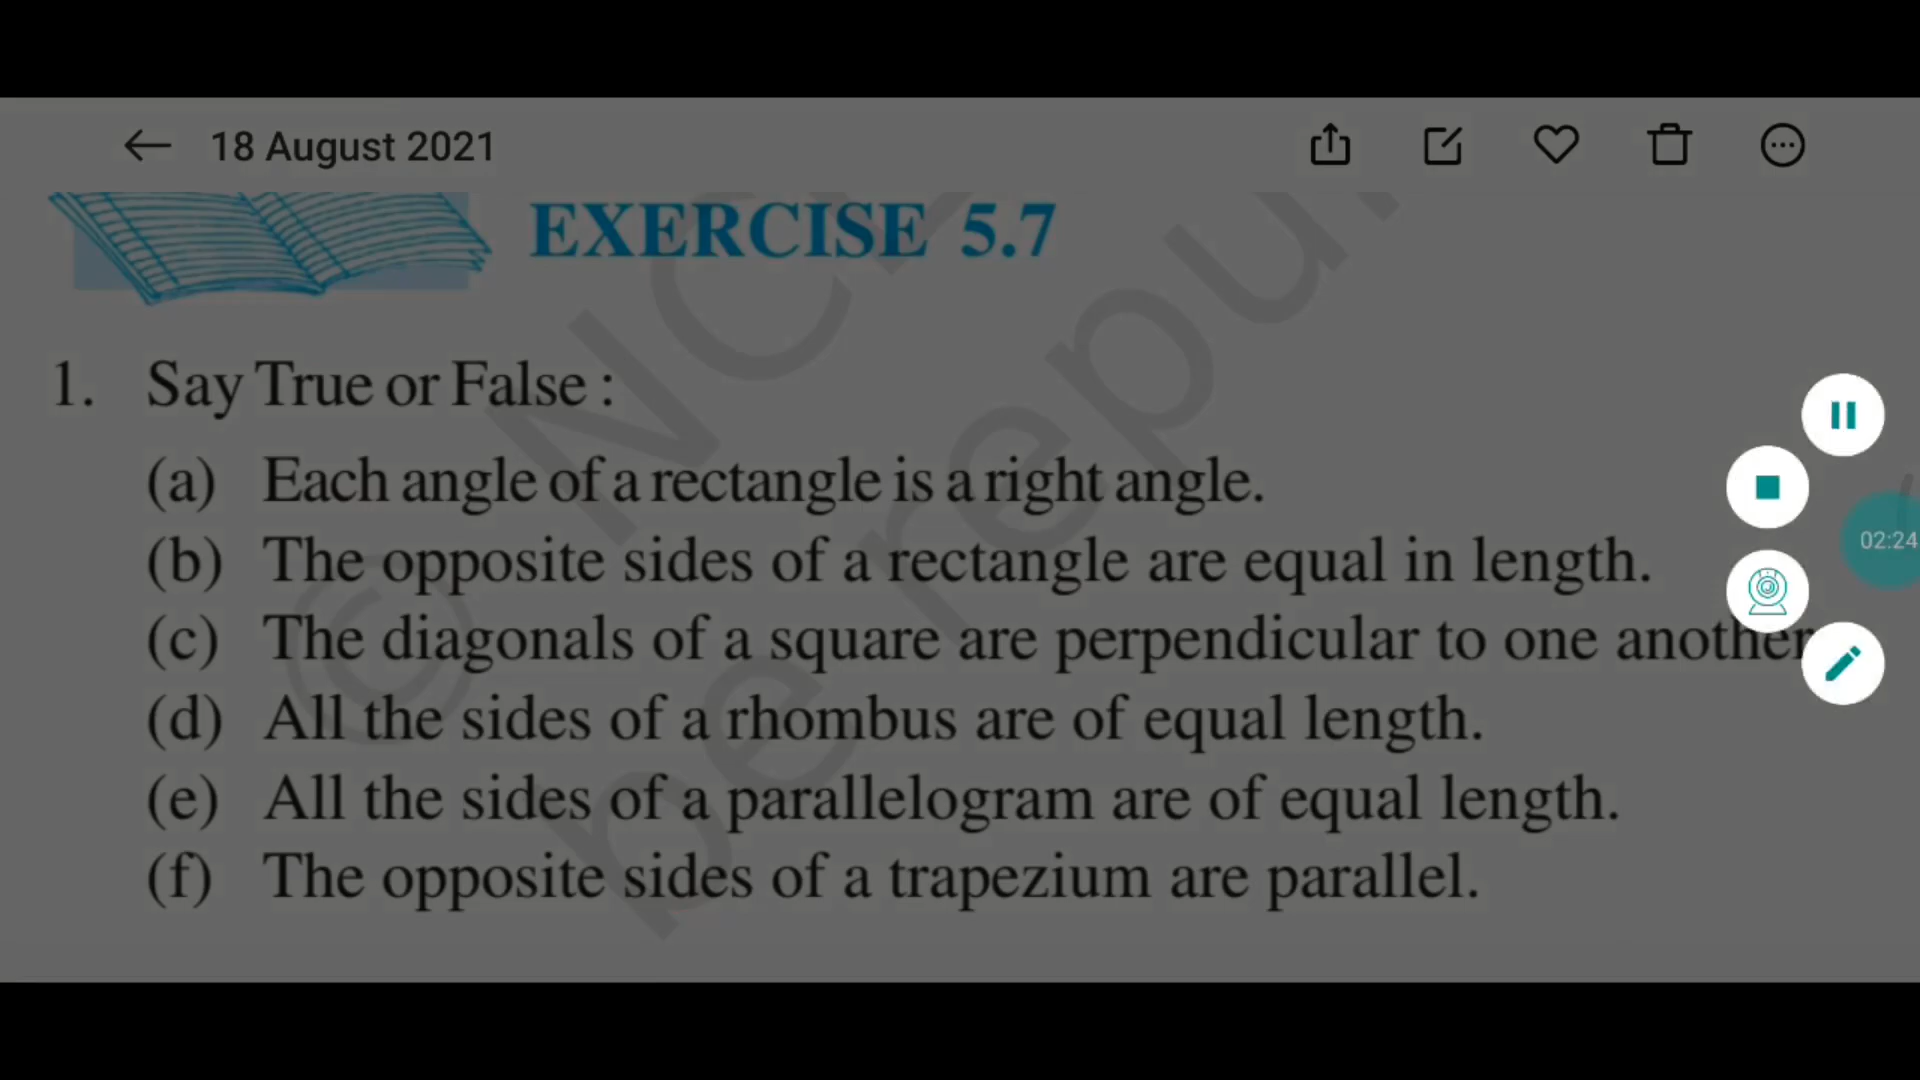 18 August 2021
EXERCISE 5.7
1. Say True or False :
(a) Each angle of a rectangle is a right angle.
(b) The opposite sides of a rectangle are equal in length.
(c) The diagonals of a square are perpendicular to one another
(d) All the sides of a rhombus are of equal length.
(e) All the sides of a parallelogram are of equal length.
(f) The opposite sides of a trapezium are parallel.
02:24
© NC
be repu